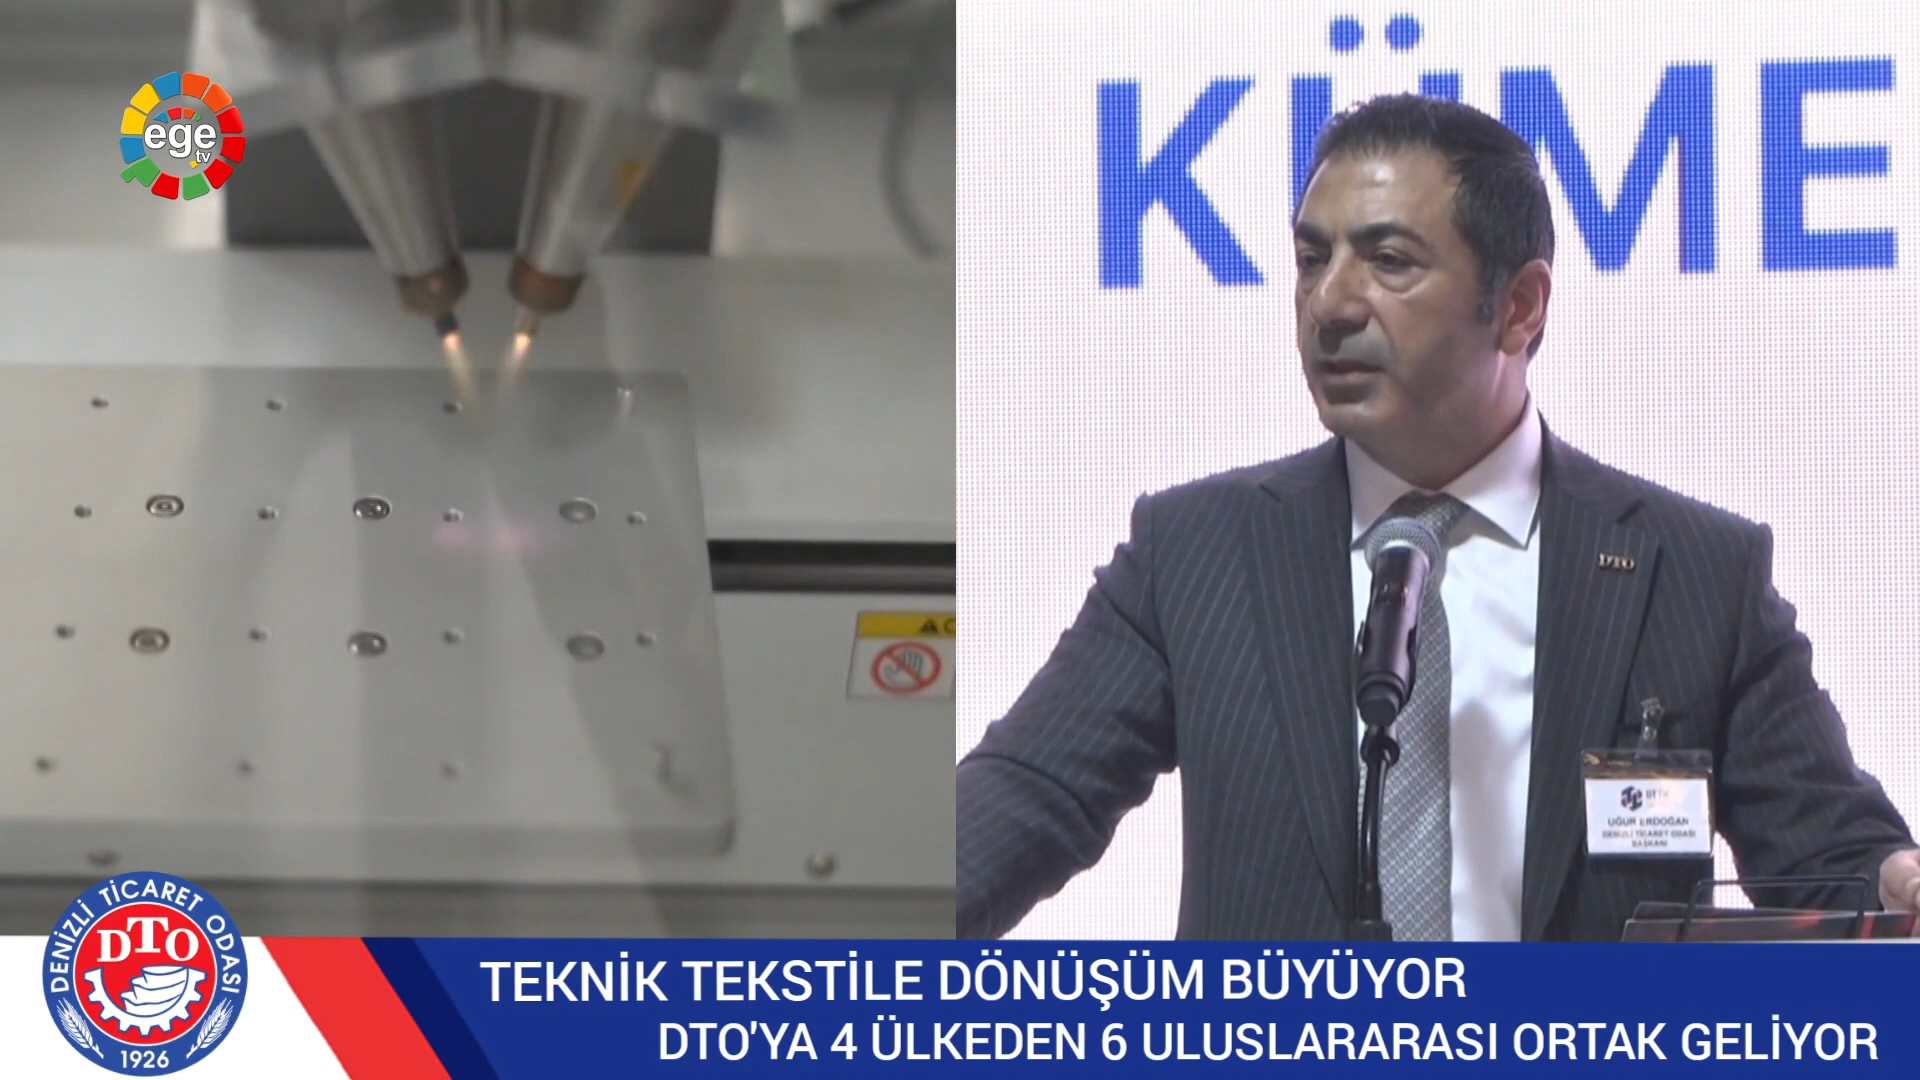 ege
tv
KÜME
DTO
DT
UĞUR ERDOĞAN
DENİZLİ TİCARET ODASI
BAŞKANI
DENİZLİ TİCARET ODASI
DTO
1926
TEKNİK TEKSTİLE DÖNÜŞÜM BÜYÜYOR
DTO'YA 4 ÜLKEDEN 6 ULUSLARARASI ORTAK GELİYOR